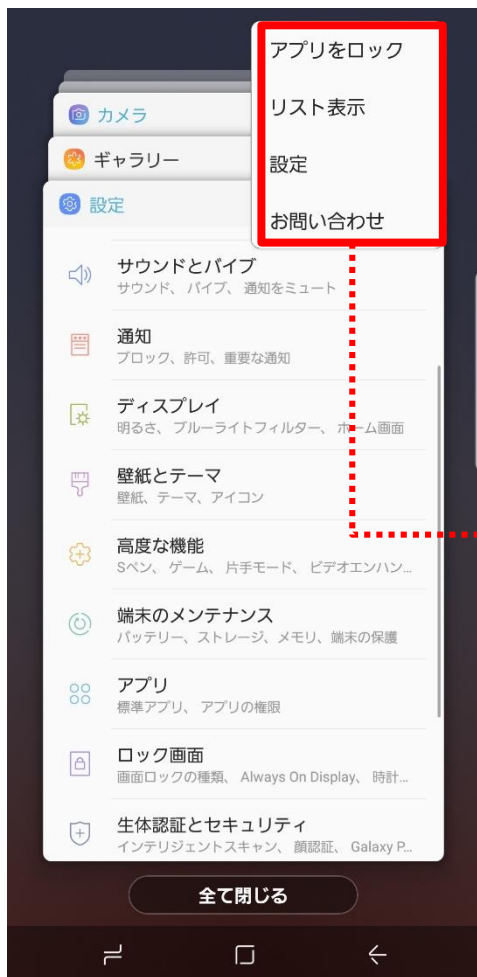 アプリをロック
リスト表示
設定
お問い合わせ
カメラ
ギャラリー
設定
サウンドとバイブ
サウンド、 バイブ、 通知をミュート
通知
ブロック、許可、重要な通知
ディスプレイ
明るさ、 ブルーライトフィルター、 ホーム画面
壁紙とテーマ
壁紙、テーマ、アイコン
高度な機能
Sペン、 ゲーム、 片手モード、 ビデオエンハン...
端末のメンテナンス
バッテリー、ストレージ、メモリ、端末の保護
アプリ
標準アプリ、 アプリの権限
ロック画面
画面ロックの種類、 Always On Display、 時計...
生体認証とセキュリティ
インテリジェントスキャン、 顔認証、 Galaxy P...
全て閉じる